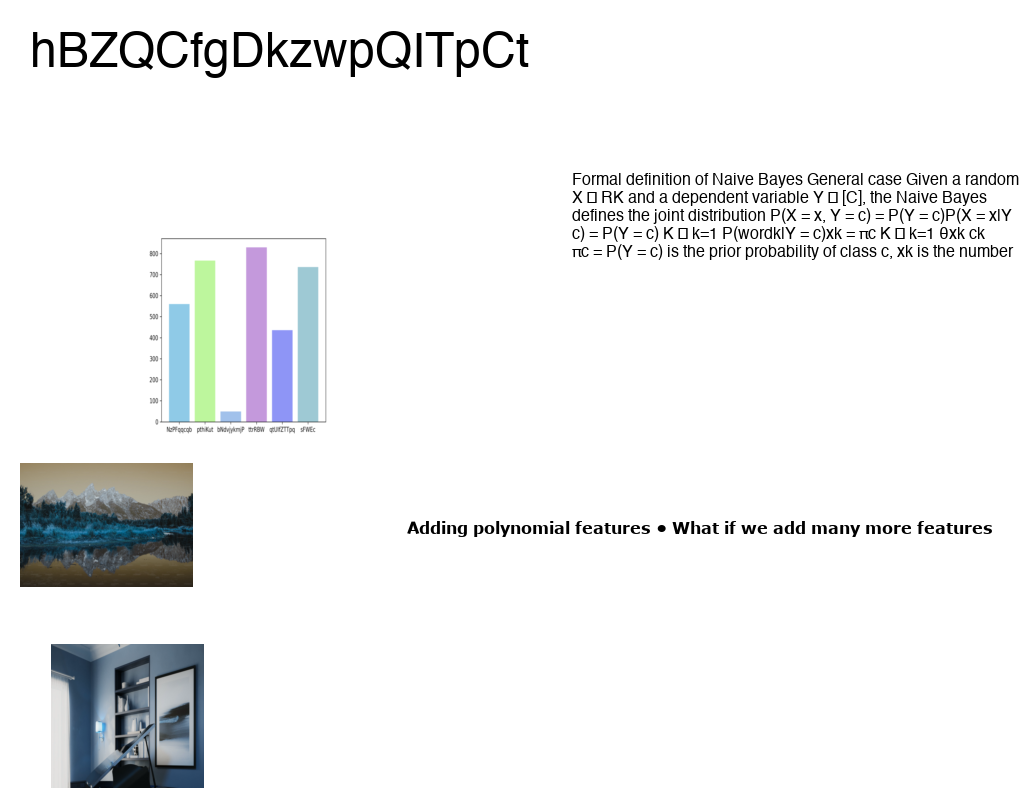 hBZQCfgDkzwpQITpCt
Formal definition of Naive Bayes General case Given a random
X □ RK and a dependent variable Y □ [C], the Naive Bayes
defines the joint distribution P(X = x, Y = c) = P(Y = c)P(X = x|Y
c) = P(Y = c) K □ k=1 P(wordk|Y = c)xk = πc K □ k=1 θxk ck
πc = P(Y = c) is the prior probability of class c, xk is the number
800
700
600
500
400
300
200
100
0
NzPFqqcqb pthiKut bNdvjykmjP ttrRBW qtUlfZTTpq sFWEc
Adding polynomial features • What if we add many more features